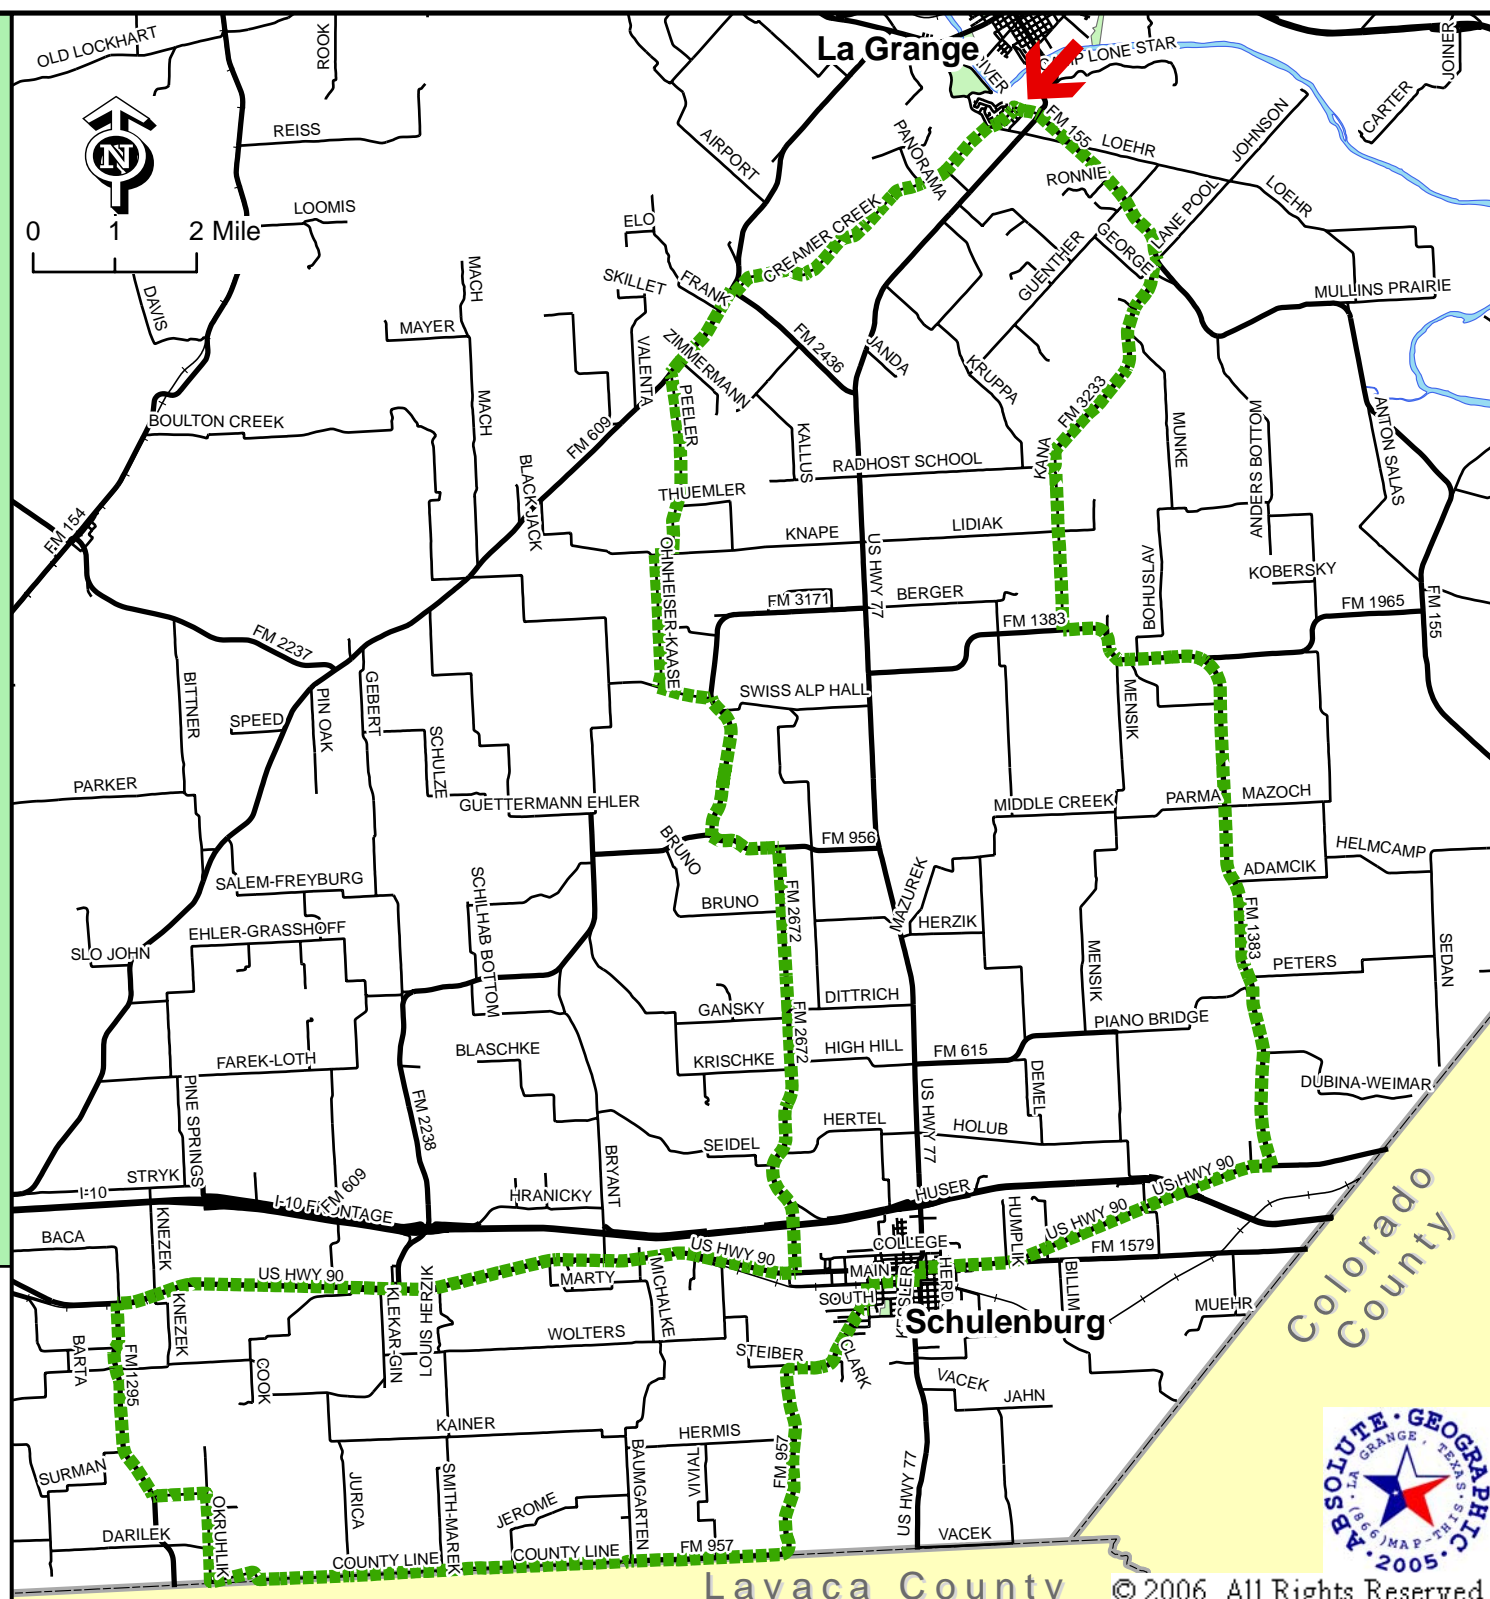 OLD LOCKHART
ROOK
La Grange
RIVER
CAMP LONE STAR
JOINER
CARTER
REISS
N
AIRPORT
PANORAMA
FM 155
LOEHR
JOHNSON
RONNIE
LOEHR
LOOMIS
0 1 2 Mile
ELO
CREAMER CREEK
LANE POOL
GEORGE
GUENTHER
MACH
SKILLET
FRANK
MULLINS PRAIRIE
DAVIS
MAYER
VALENTA
ZIMMERMANN
FM 2436
JANDA
KRUPPA
FM 3233
MACH
PEELER
BOULTON CREEK
FM 609
KALLUS
RADHOST SCHOOL
KANA
MUNKE
ANDERS BOTTOM
ANTON SALAS
BLACK JACK
THUEMLER
KNAPE
LIDIAK
FM 154
OHNHEISER-KAASE
US HWY 77
BOHUSLAV
KOBERSKY
FM 3171
BERGER
FM 1383
FM 1965
FM 155
FM 2237
BITTNER
GEBERT
PIN OAK
SPEED
SCHULZE
SWISS ALP HALL
MENSIK
PARKER
GUETTERMANN EHLER
MIDDLE CREEK
PARMA
MAZOCH
BRUNO
FM 956
HELMCAMP
SALEM-FREYBURG
SCHILHAB BOTTOM
MAZUREK
ADAMCIK
BRUNO
FM 2672
HERZIK
FM 1383
EHLER-GRASSHOFF
SLO JOHN
MENSIK
PETERS
SEDAN
GANSKY
DITTRICH
FM 2672
PIANO BRIDGE
BLASCHKE
FAREK-LOTH
KRISCHKE
HIGH HILL
FM 615
PINE SPRINGS
FM 2238
US HWY 77
DEMEL
DUBINA-WEIMAR
HERTEL
HOLUB
SEIDEL
BRYANT
STRYK
I-10
FM 609
I-10 FRONTAGE
HRANICKY
HUSER
US HWY 90
US HWY 90
HUMPLIK
BACA
KNEZEK
US HWY 90
COLLEGE
FM 1579
US HWY 90
MARTY
MICHALKE
MAIN
HERD
BILLIM
KNEZEK
KLEKAR-GIN
LOUIS HERZIK
SOUTH
KESSLER
Schulenburg
MUEHR
Colorado
County
BARTA
FM 1295
WOLTERS
STEIBER
CLARK
COOK
VACEK
JAHN
KAINER
HERMIS
SURMAN
JURICA
SMITH-MAREK
BAUMGARTEN
VIVIAL
FM 957
US HWY 77
OKRUHLIK
JEROME
DARILEK
VACEK
COUNTY LINE
COUNTY LINE
FM 957
Lavaca County
ABSOLUTE · GEOGRAPHIC
· LA GRANGE, TEXAS ·
(866)MAP-THIS
· 2005 ·
© 2006 All Rights Reserved